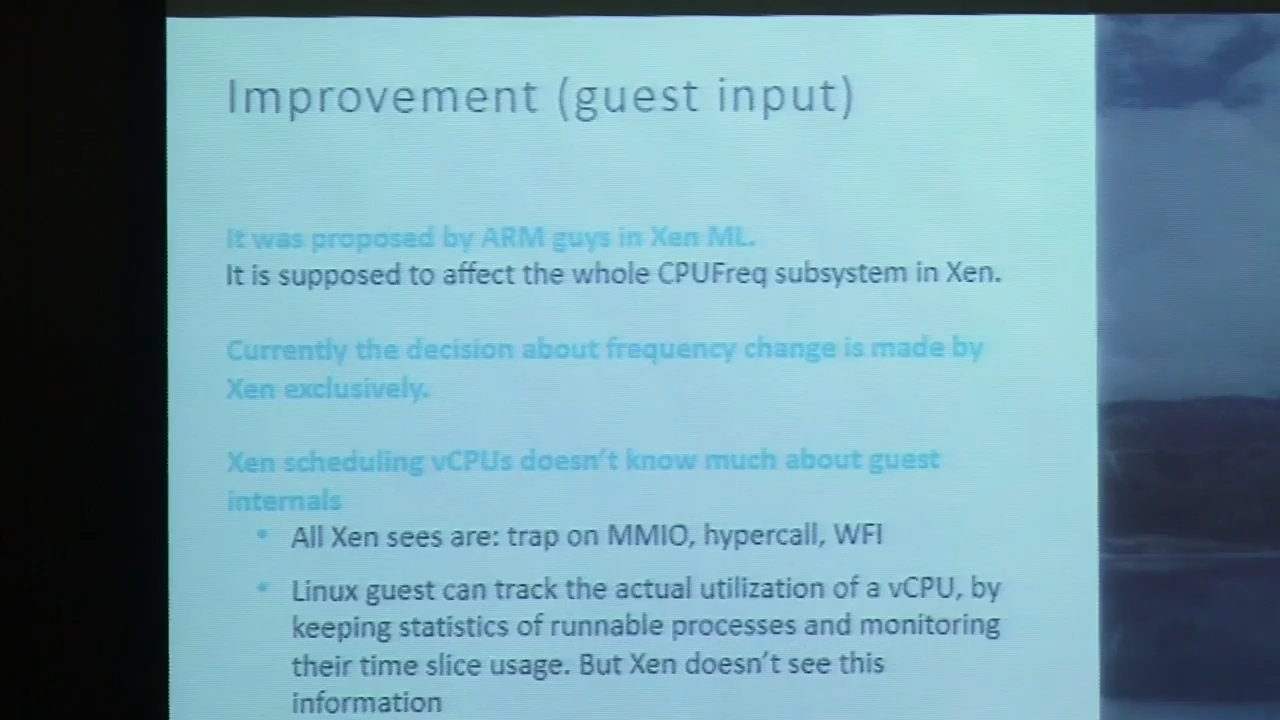 Improvement (guest input)
It was proposed by ARM guys in Xen ML.
It is supposed to affect the whole CPUFreq subsystem in Xen.
Currently the decision about frequency change is made by
Xen exclusively.
Xen scheduling vCPUs doesn't know much about guest
internals
• All Xen sees are: trap on MMIO, hypercall, WFI
• Linux guest can track the actual utilization of a vCPU, by
keeping statistics of runnable processes and monitoring
their time slice usage. But Xen doesn't see this
information